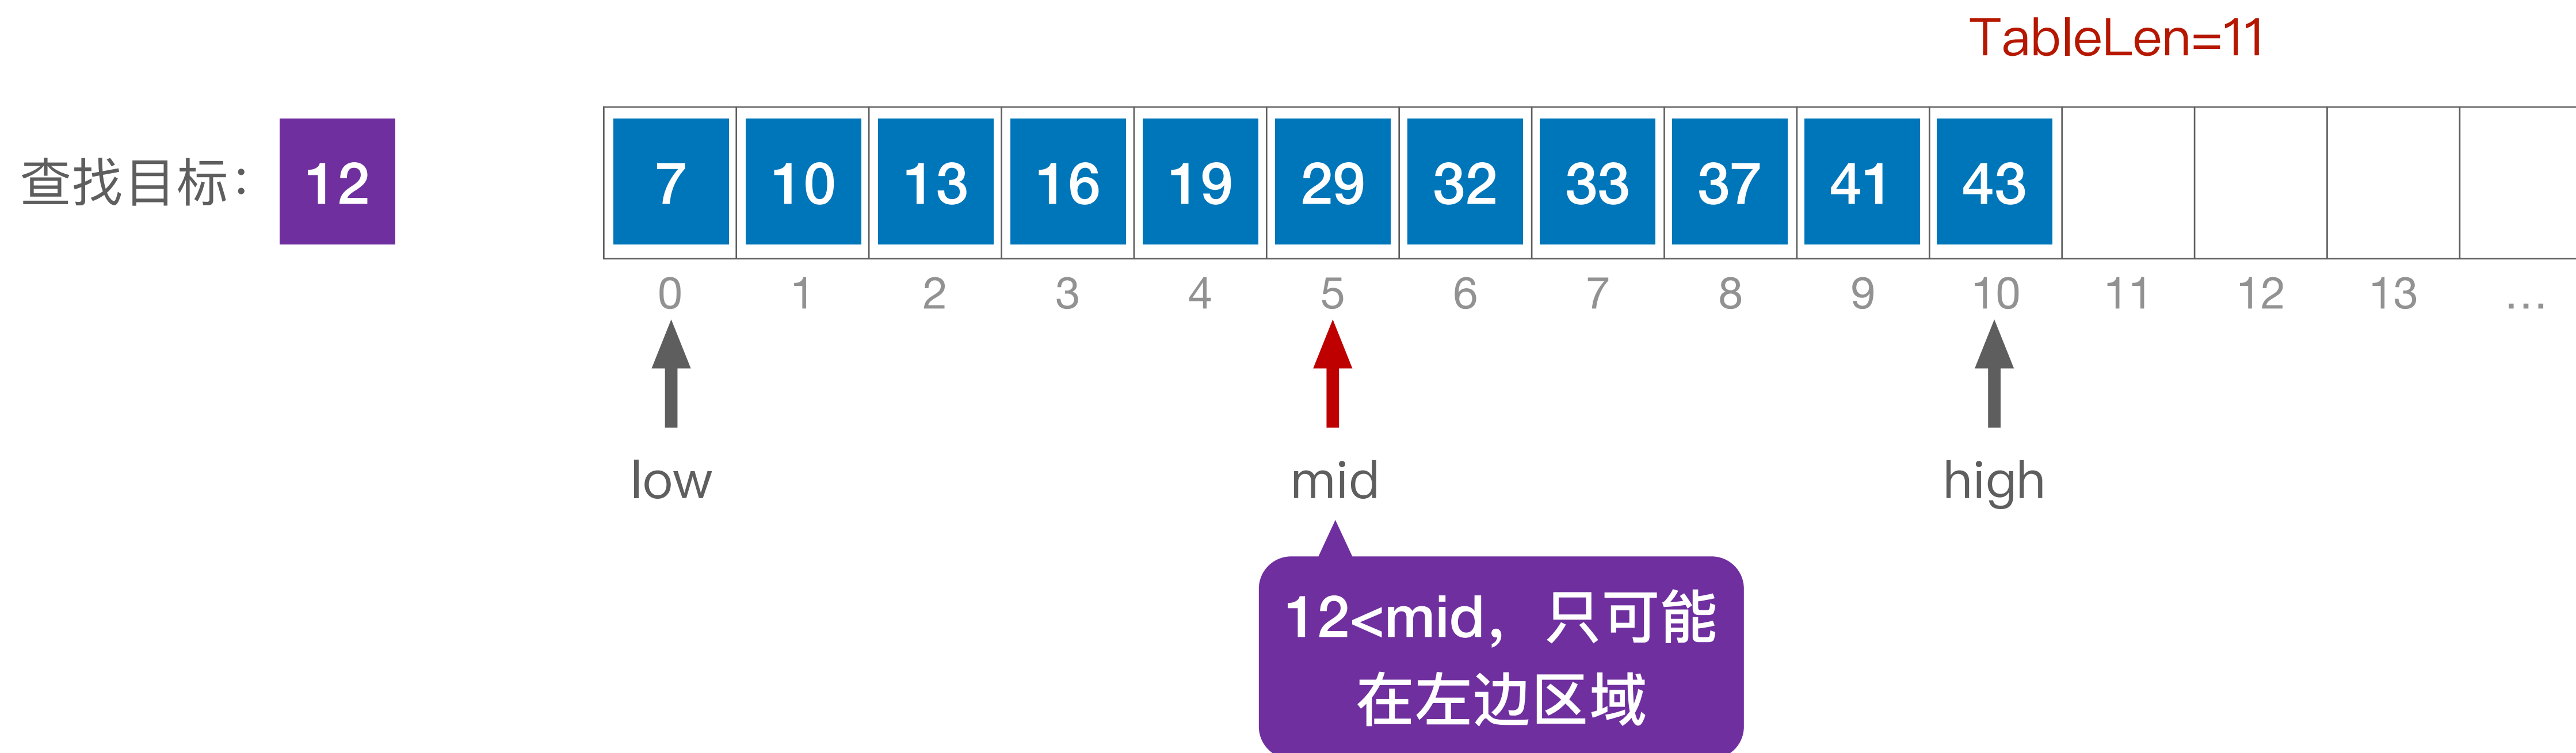 TableLen=11
查找目标： 12 7 10 13 16 19 29 32 33 37 41 43
0 1 2 3 4 5 6 7 8 9 10 11 12 13 ...
low mid high
12<mid，只可能
在左边区域